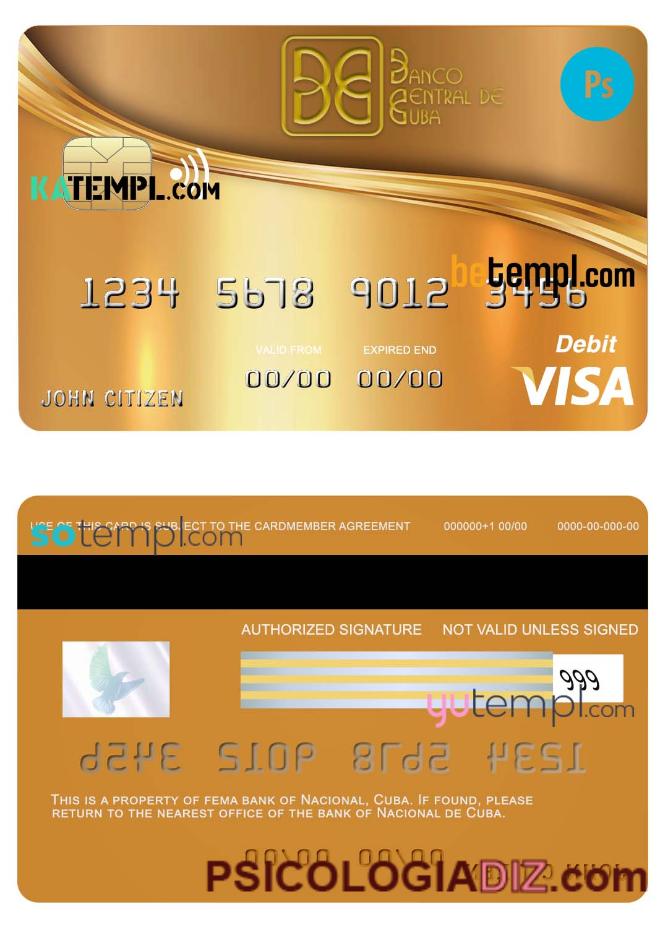 BANCO
CENTRAL DE
CUBA
Ps
KATEMPL.COM
betempl.com
1234 5678 9012 3456
VALID FROM EXPIRED END
00/00 00/00
Debit
VISA
JOHN CITIZEN
USE OF THIS CARD IS SUBJECT TO THE CARDMEMBER AGREEMENT 000000+1 00/00 0000-00-000-00
sotempl.com
AUTHORIZED SIGNATURE NOT VALID UNLESS SIGNED
999
yutempl.com
THIS IS A PROPERTY OF FEMA BANK OF NACIONAL, CUBA. IF FOUND, PLEASE
RETURN TO THE NEAREST OFFICE OF THE BANK OF NACIONAL DE CUBA.
00/00 00/00
PSICOLOGIADIZ.com